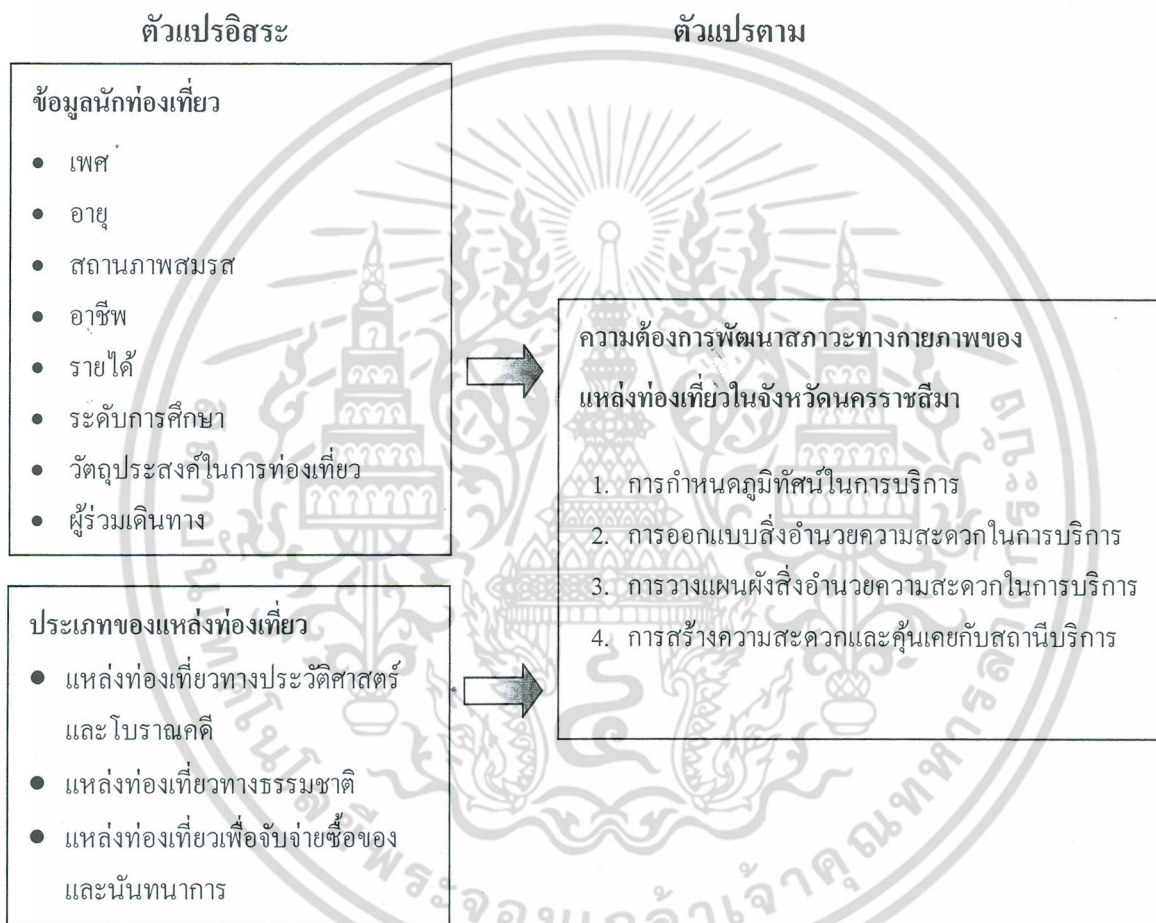 ตัวแปรอิสระ
ตัวแปรตาม
ข้อมูลนักท่องเที่ยว
● เพศ
● อายุ
● สถานภาพสมรส
● อาชีพ
● รายได้
● ระดับการศึกษา
● วัตถุประสงค์ในการท่องเที่ยว
● ผู้ร่วมเดินทาง
ประเภทของแหล่งท่องเที่ยว
● แหล่งท่องเที่ยวทางประวัติศาสตร์
และโบราณคดี
● แหล่งท่องเที่ยวทางธรรมชาติ
● แหล่งท่องเที่ยวเพื่อจับจ่ายซื้อของ
และนันทนาการ
ความต้องการพัฒนาสภาวะทางกายภาพของ
แหล่งท่องเที่ยวในจังหวัดนครราชสีมา
1. การกำหนดภูมิทัศน์ในการบริการ
2. การออกแบบสิ่งอำนวยความสะดวกในการบริการ
3. การวางแผนผังสิ่งอำนวยความสะดวกในการบริการ
4. การสร้างความสะดวกและคุ้นเคยกับสถานีบริการ